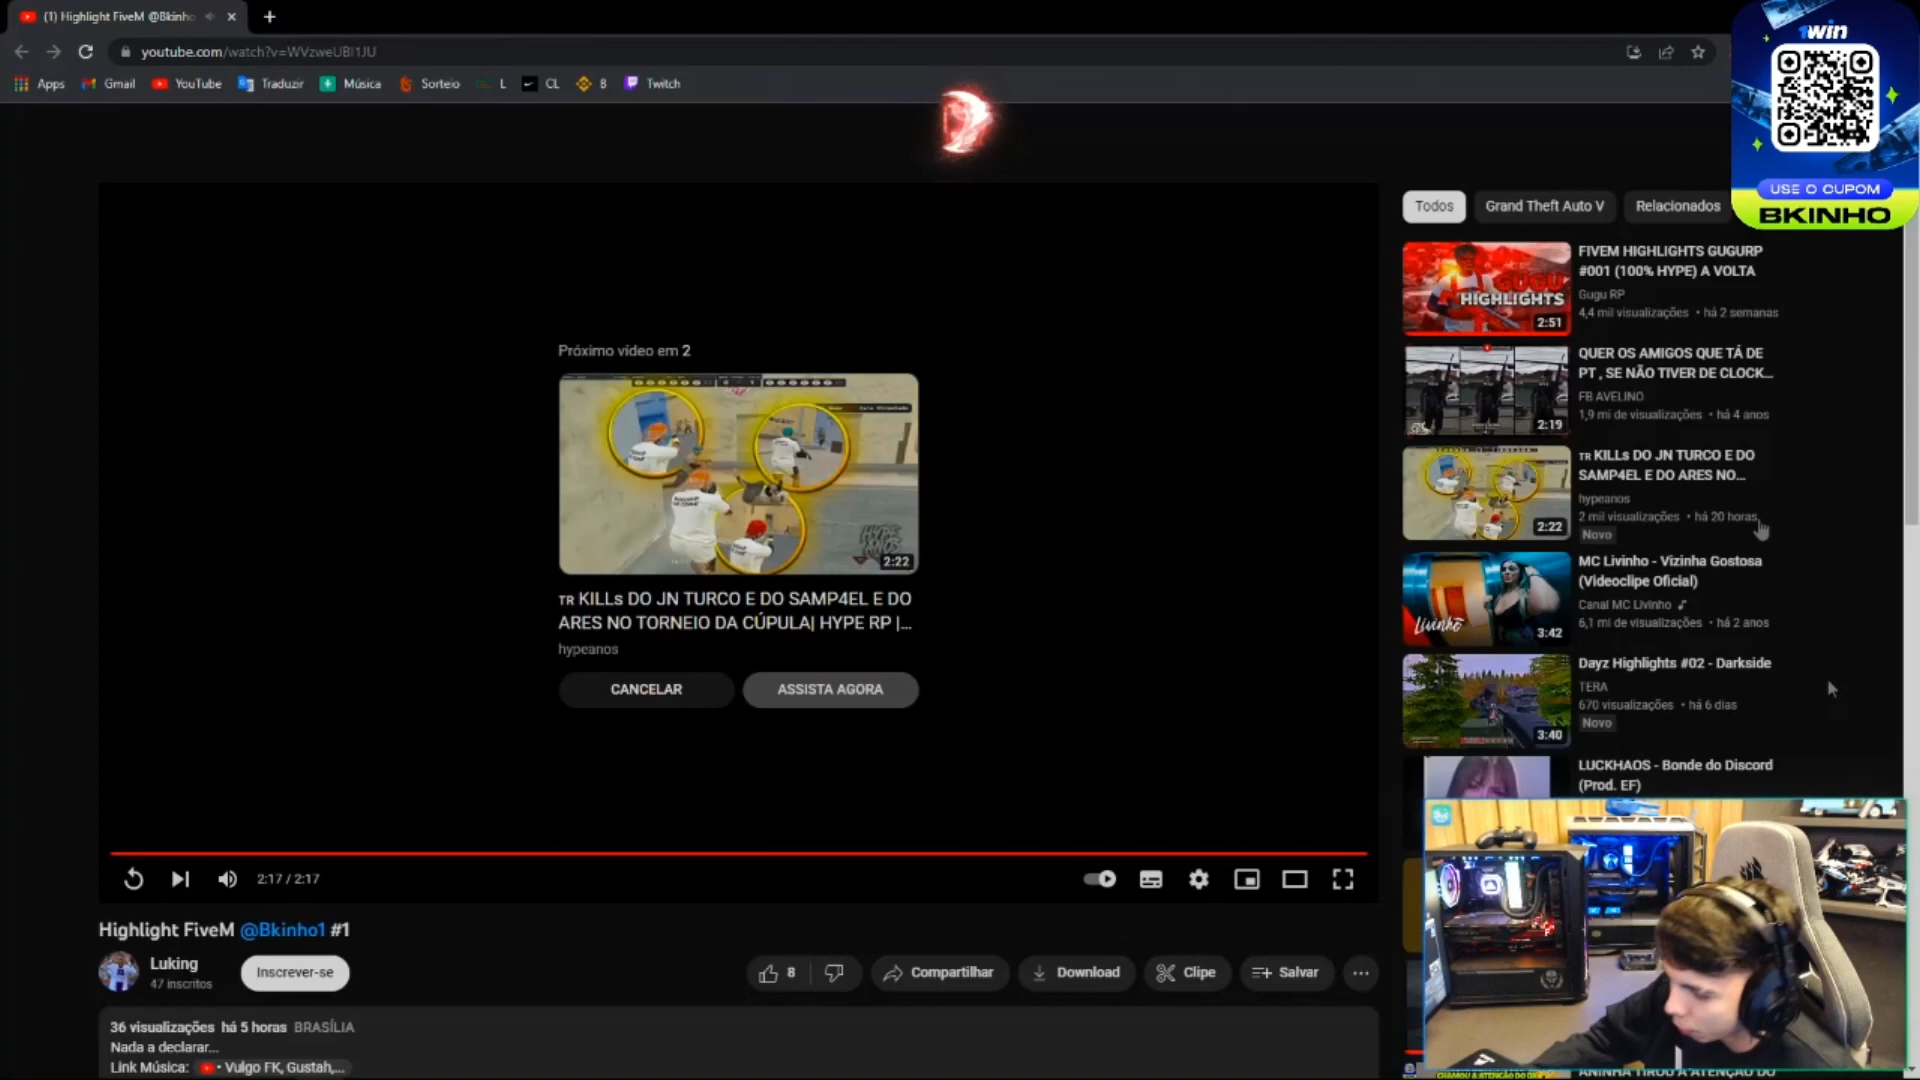 (1) Highlight FiveM @Bkinho
youtube.com/watch?v=WVzweUBI1JU
Apps
Gmail
YouTube
Traduzir
Música
Sorteio
L
CL
B
Twitch
1win
USE O CUPOM
BKINHO
Próximo vídeo em 2
2:22
TR KILLs DO JN TURCO E DO SAMP4EL E DO
ARES NO TORNEIO DA CÚPULA| HYPE RP |...
hypeanos
CANCELAR
ASSISTA AGORA
2:17 / 2:17
Highlight FiveM @Bkinho1 #1
Luking
47 inscritos
Inscrever-se
8
Compartilhar
Download
Clipe
Salvar
36 visualizações há 5 horas BRASÍLIA
Nada a declarar...
Link Música: • Vulgo FK, Gustah,...
Todos
Grand Theft Auto V
Relacionados
GUGU
HIGHLIGHTS
2:51
FIVEM HIGHLIGHTS GUGURP
#001 (100% HYPE) A VOLTA
Gugu RP
4,4 mil visualizações • há 2 semanas
2:19
QUER OS AMIGOS QUE TÁ DE
PT , SE NÃO TIVER DE CLOCK...
FB AVELINO
1,9 mi de visualizações • há 4 anos
2:22
TR KILLs DO JN TURCO E DO
SAMP4EL E DO ARES NO...
hypeanos
2 mil visualizações • há 20 horas
Novo
Livinho
3:42
MC Livinho - Vizinha Gostosa
(Videoclipe Oficial)
Canal MC Livinho
6,1 mi de visualizações • há 2 anos
3:40
Dayz Highlights #02 - Darkside
TERA
670 visualizações • há 6 dias
Novo
LUCKHAOS - Bonde do Discord
(Prod. EF)